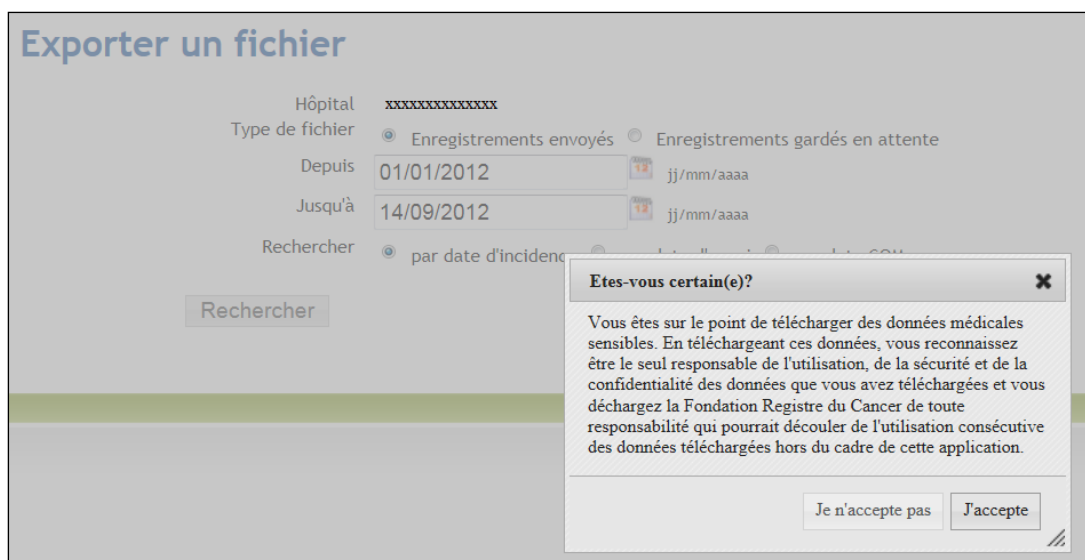 Exporter un fichier
Hôpital xxxxxxxxxxxxxx
Type de fichier Enregistrements envoyés Enregistrements gardés en attente
Depuis 01/01/2012 jj/mm/aaaa
Jusqu'à 14/09/2012 jj/mm/aaaa
Rechercher par date d'incidenc
Rechercher
Etes-vous certain(e)?
Vous êtes sur le point de télécharger des données médicales
sensibles. En téléchargeant ces données, vous reconnaissez
être le seul responsable de l'utilisation, de la sécurité et de la
confidentialité des données que vous avez téléchargées et vous
déchargez la Fondation Registre du Cancer de toute
responsabilité qui pourrait découler de l'utilisation consécutive
des données téléchargées hors du cadre de cette application.
Je n'accepte pas J'accepte